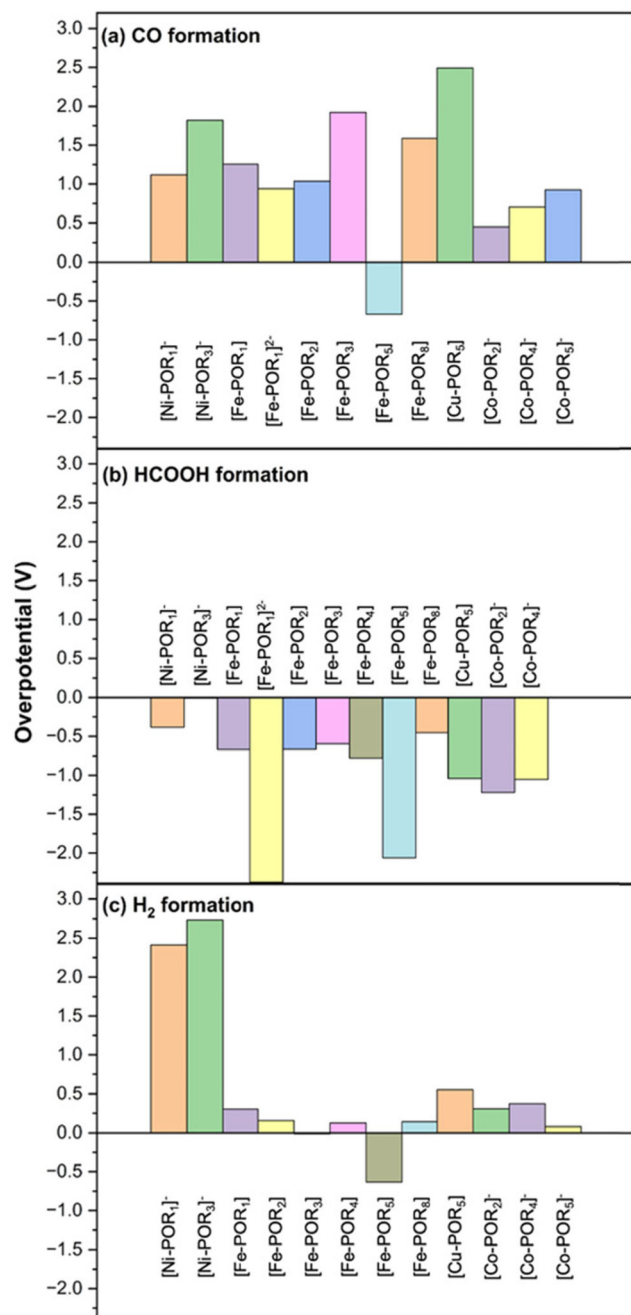 (a) CO formation
3.0
2.5
2.0
1.5
1.0
0.5
0.0
−0.5
−1.0
−1.5
−2.0
[Ni-POR₁]⁻
[Ni-POR₃]⁻
[Fe-POR₁]
[Fe-POR₁]²⁻
[Fe-POR₂]
[Fe-POR₃]
[Fe-POR₅]
[Fe-POR₈]
[Cu-POR₅]
[Co-POR₂]⁻
[Co-POR₄]⁻
[Co-POR₅]⁻
Overpotential (V)
(b) HCOOH formation
3.0
2.5
2.0
1.5
1.0
0.5
0.0
−0.5
−1.0
−1.5
−2.0
[Ni-POR₁]⁻
[Ni-POR₃]⁻
[Fe-POR₁]
[Fe-POR₁]²⁻
[Fe-POR₂]
[Fe-POR₃]
[Fe-POR₄]
[Fe-POR₅]
[Fe-POR₈]
[Cu-POR₅]
[Co-POR₂]⁻
[Co-POR₄]⁻
(c) H₂ formation
3.0
2.5
2.0
1.5
1.0
0.5
0.0
−0.5
−1.0
−1.5
−2.0
[Ni-POR₁]⁻
[Ni-POR₃]⁻
[Fe-POR₁]
[Fe-POR₂]
[Fe-POR₃]
[Fe-POR₄]
[Fe-POR₅]
[Fe-POR₈]
[Cu-POR₅]
[Co-POR₂]⁻
[Co-POR₄]⁻
[Co-POR₅]⁻